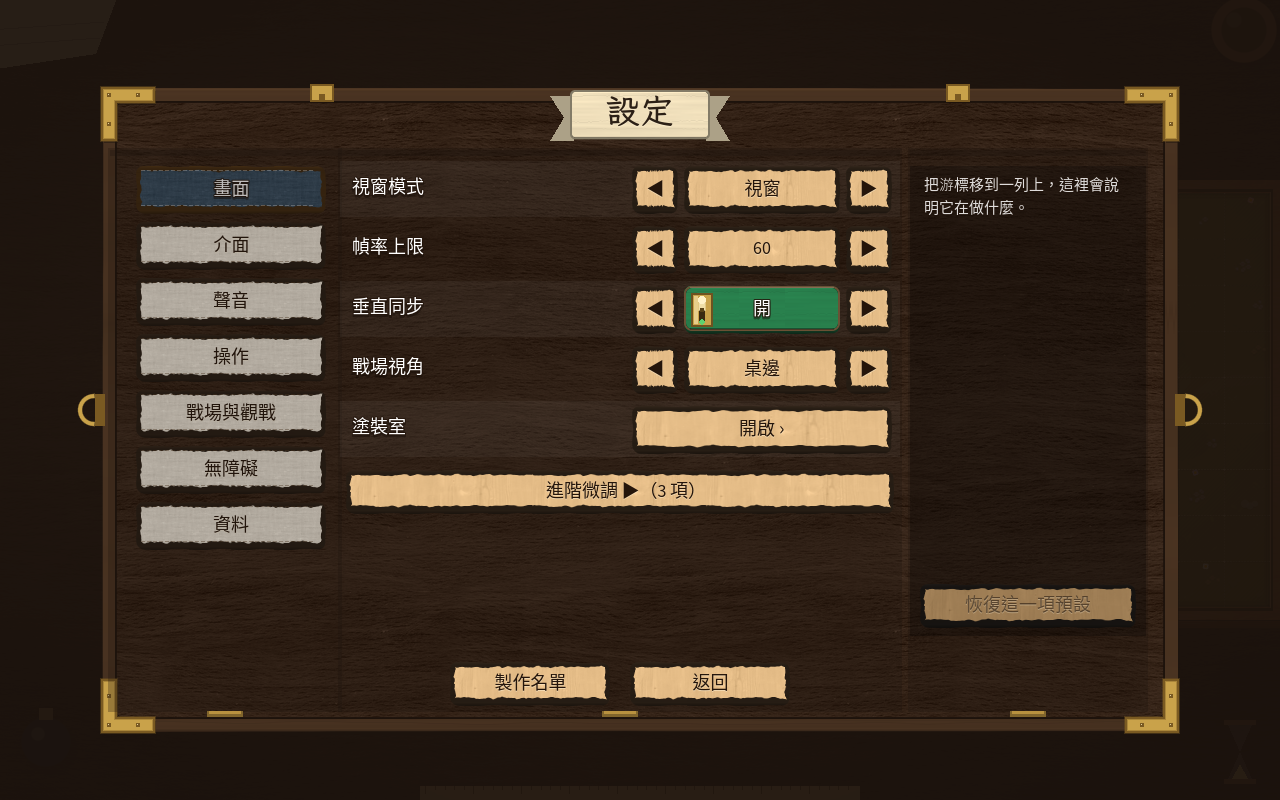 設定
畫面
介面
聲音
操作
戰場與觀戰
無障礙
資料
視窗模式
◀ 視窗 ▶
幀率上限
◀ 60 ▶
垂直同步
◀ 開 ▶
戰場視角
◀ 桌邊 ▶
塗裝室
開啟 ›
進階微調 ▶（3 項）
把游標移到一列上，這裡會說
明它在做什麼。
恢復這一項預設
製作名單
返回